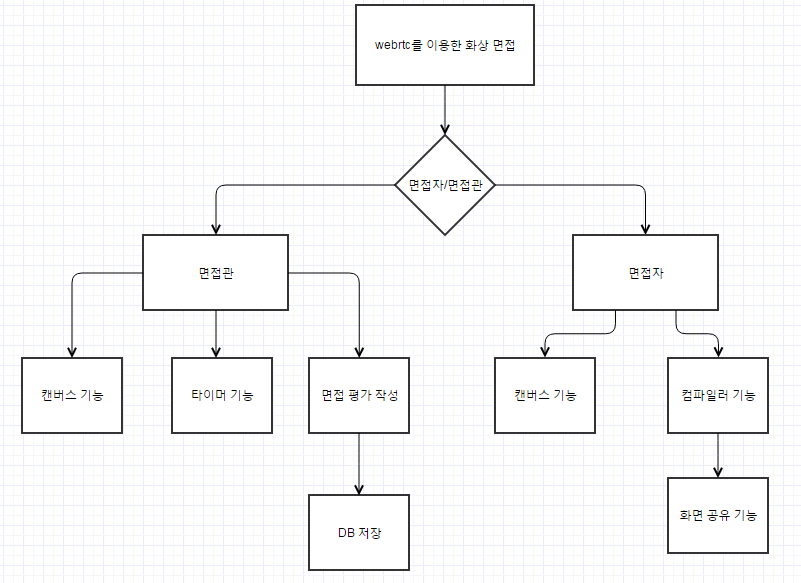 webrtc를 이용한 화상 면접
면접자/면접관
면접관
면접자
캔버스 기능
타이머 기능
면접 평가 작성
캔버스 기능
컴파일러 기능
DB 저장
화면 공유 기능